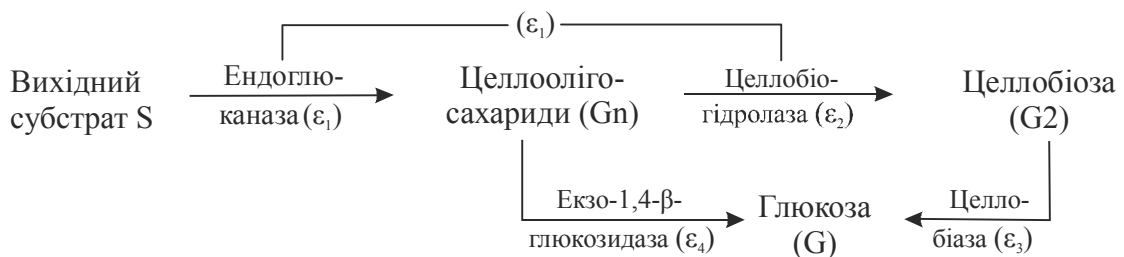 (ε₁)
Вихідний
субстрат S
Ендоглю-
каназа (ε₁)
Целлооліго-
сахариди (Gn)
Целлобіо-
гідролаза (ε₂)
Целлобіоза
(G2)
Екзо-1,4-β-
глюкозидаза (ε₄)
Глюкоза
(G)
Целло-
біаза (ε₃)